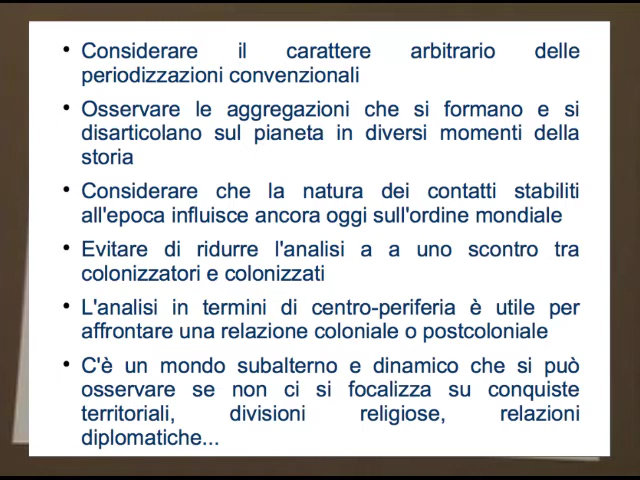 • Considerare il carattere arbitrario delle
periodizzazioni convenzionali
• Osservare le aggregazioni che si formano e si
disarticolano sul pianeta in diversi momenti della
storia
• Considerare che la natura dei contatti stabiliti
all'epoca influisce ancora oggi sull'ordine mondiale
• Evitare di ridurre l'analisi a a uno scontro tra
colonizzatori e colonizzati
• L'analisi in termini di centro-periferia è utile per
affrontare una relazione coloniale o postcoloniale
• C'è un mondo subalterno e dinamico che si può
osservare se non ci si focalizza su conquiste
territoriali, divisioni religiose, relazioni
diplomatiche...